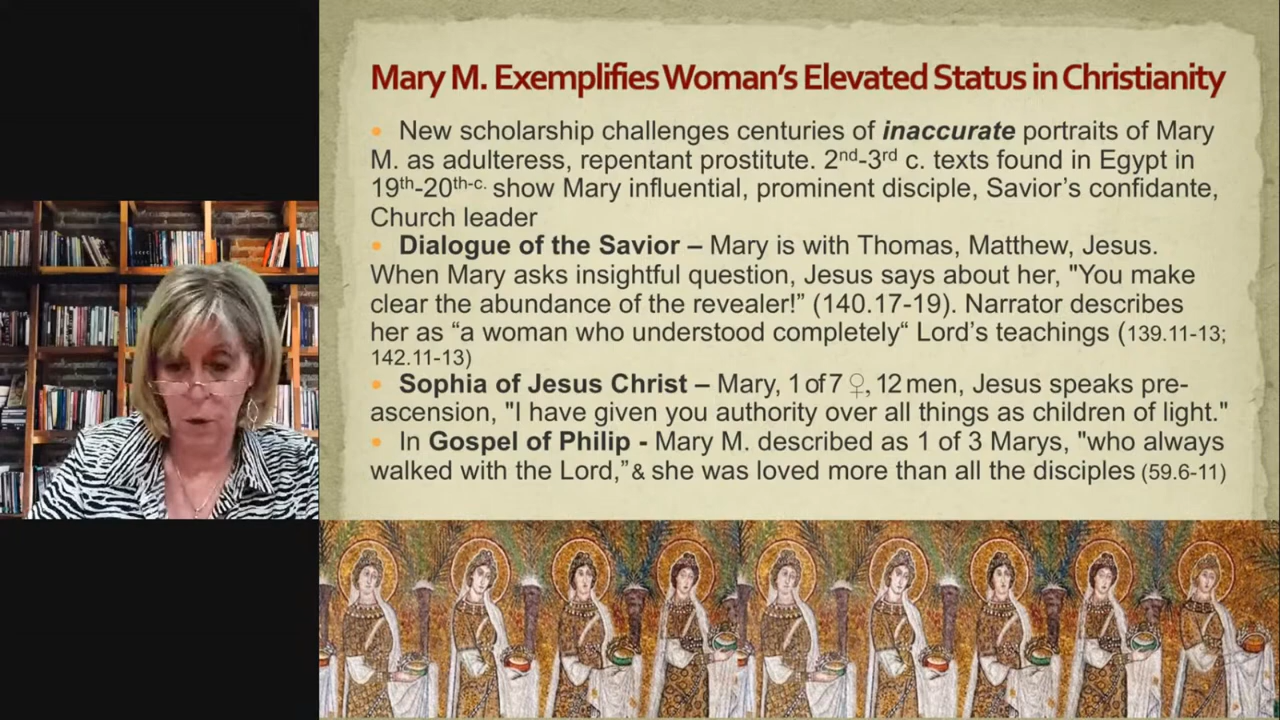 Mary M. Exemplifies Woman's Elevated Status in Christianity
• New scholarship challenges centuries of inaccurate portraits of Mary
M. as adulteress, repentant prostitute. 2nd-3rd c. texts found in Egypt in
19th-20th-c. show Mary influential, prominent disciple, Savior's confidante,
Church leader
• Dialogue of the Savior – Mary is with Thomas, Matthew, Jesus.
When Mary asks insightful question, Jesus says about her, "You make
clear the abundance of the revealer!” (140.17-19). Narrator describes
her as “a woman who understood completely“ Lord's teachings (139.11-13;
142.11-13)
• Sophia of Jesus Christ – Mary, 1 of 7 ♀, 12 men, Jesus speaks pre-
ascension, "I have given you authority over all things as children of light."
• In Gospel of Philip - Mary M. described as 1 of 3 Marys, "who always
walked with the Lord,”& she was loved more than all the disciples (59.6-11)